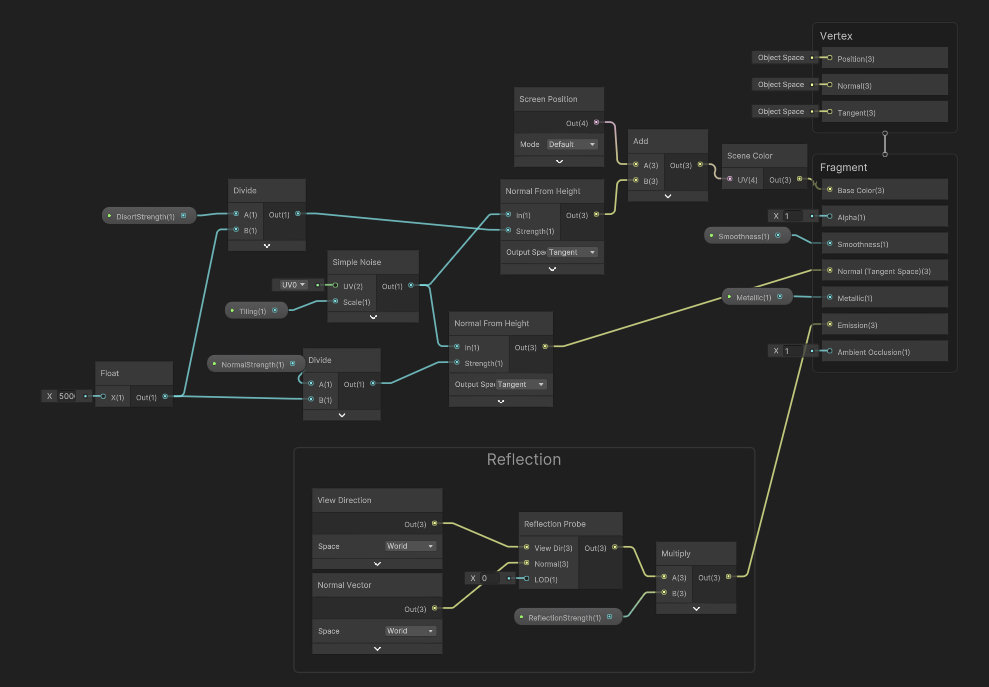 Vertex
Object Space
Position(3)
Object Space
Normal(3)
Object Space
Tangent(3)
Screen Position
Out(4)
Mode Default
Add
A(3) Out(3)
B(3)
Scene Color
UV(4) Out(3)
Fragment
Base Color(3)
X 1
Alpha(1)
Smoothness(1)
Smoothness(1)
Normal (Tangent Space)(3)
Metallic(1)
Metallic(1)
Emission(3)
X 1
Ambient Occlusion(1)
Divide
DisortStrength(1)
A(1) Out(1)
B(1)
Normal From Height
In(1) Out(3)
Strength(1)
Output Spac Tangent
Simple Noise
UV0
UV(2) Out(1)
Tiling(1)
Scale(1)
Normal From Height
In(1) Out(3)
Strength(1)
Output Spac Tangent
Divide
NormalStrength(1)
A(1) Out(1)
B(1)
Float
X 500
X(1) Out(1)
Reflection
View Direction
Out(3)
Space World
Normal Vector
Out(3)
Space World
Reflection Probe
View Dir(3) Out(3)
Normal(3)
X 0
LOD(1)
ReflectionStrength(1)
Multiply
A(3) Out(3)
B(3)